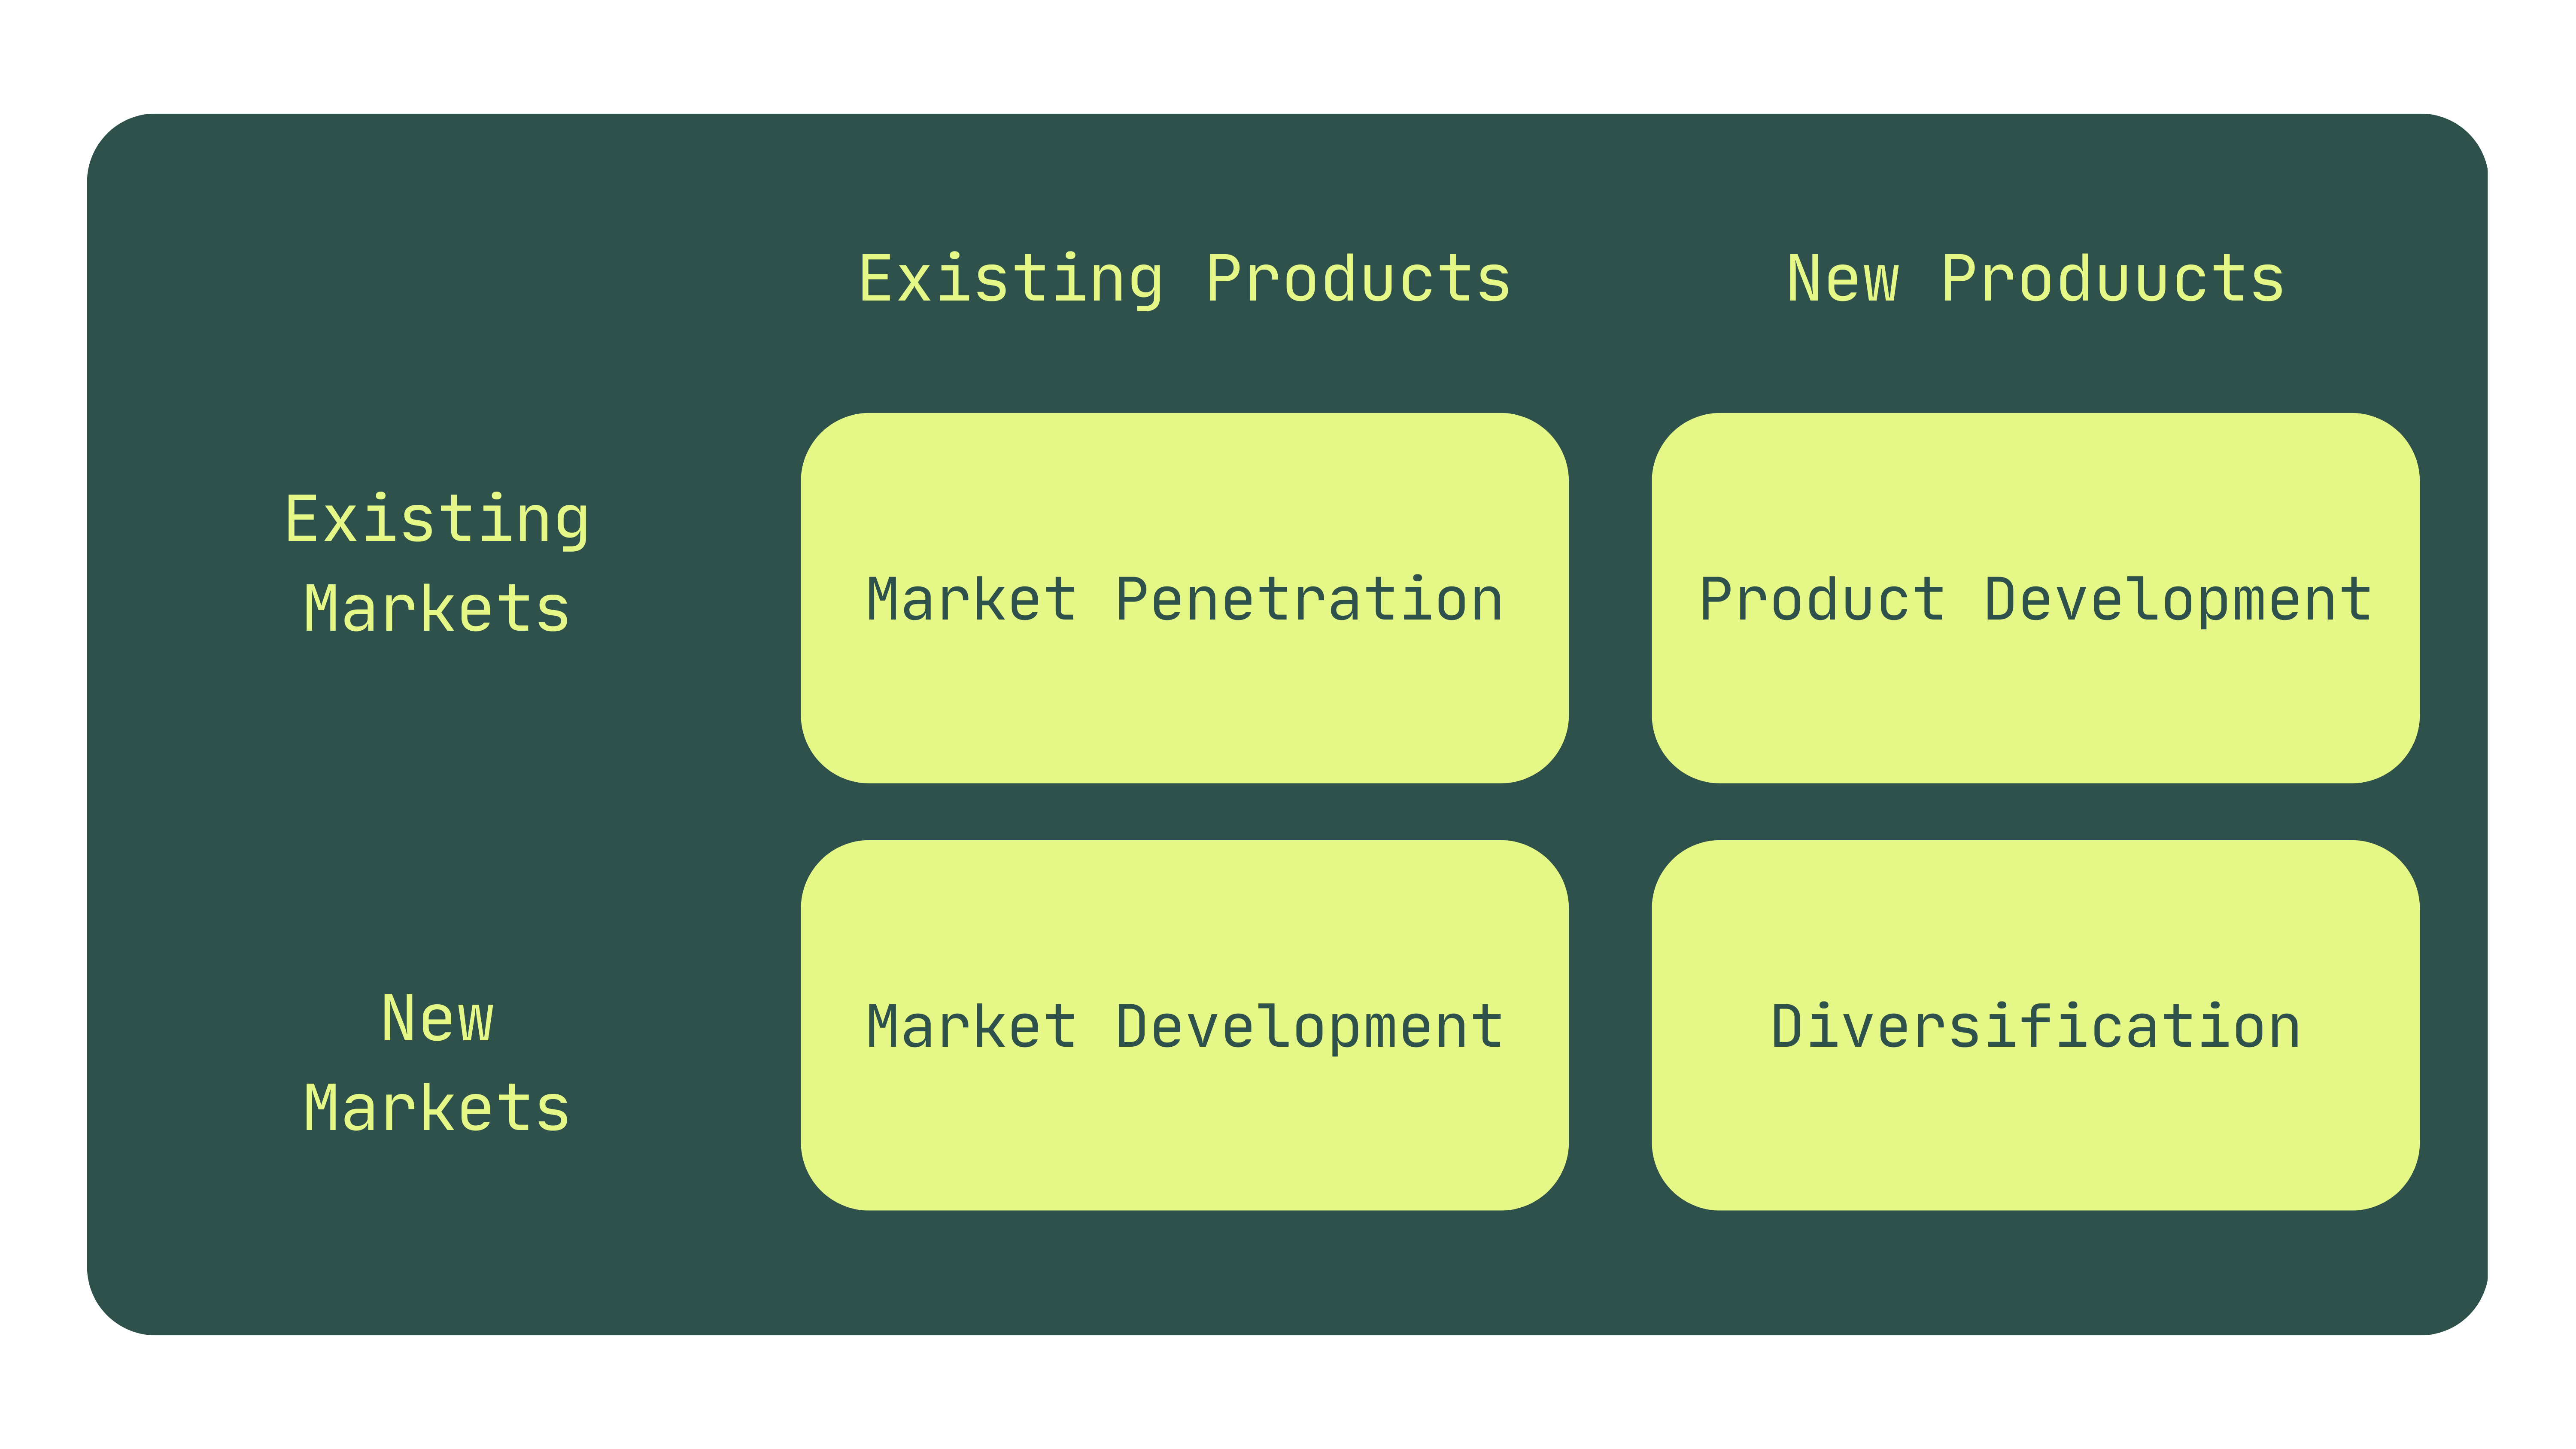 Existing Products
New Produucts
Existing
Markets
Market Penetration
Product Development
New
Markets
Market Development
Diversification